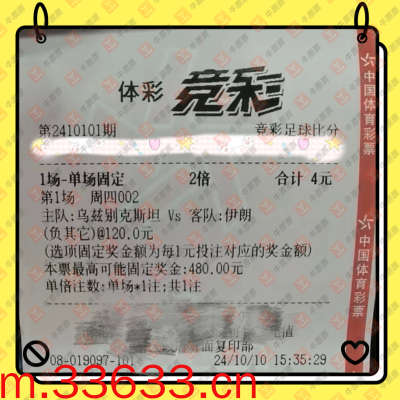 体彩 竞彩
第2410101期 竞彩足球比分
1场-单场固定 2倍 合计 4元
第1场 周四002
主队:乌兹别克斯坦 Vs 客队:伊朗
(负其它)@120.0元
(选项固定奖金额为每1元投注对应的奖金额)
本票最高可能固定奖金:480.00元
单倍注数:单场*1注;共1注
复印部
08-019097-101 24/10/10 15:35:29
中国体育彩票
中国体育彩票
m.33633.cn